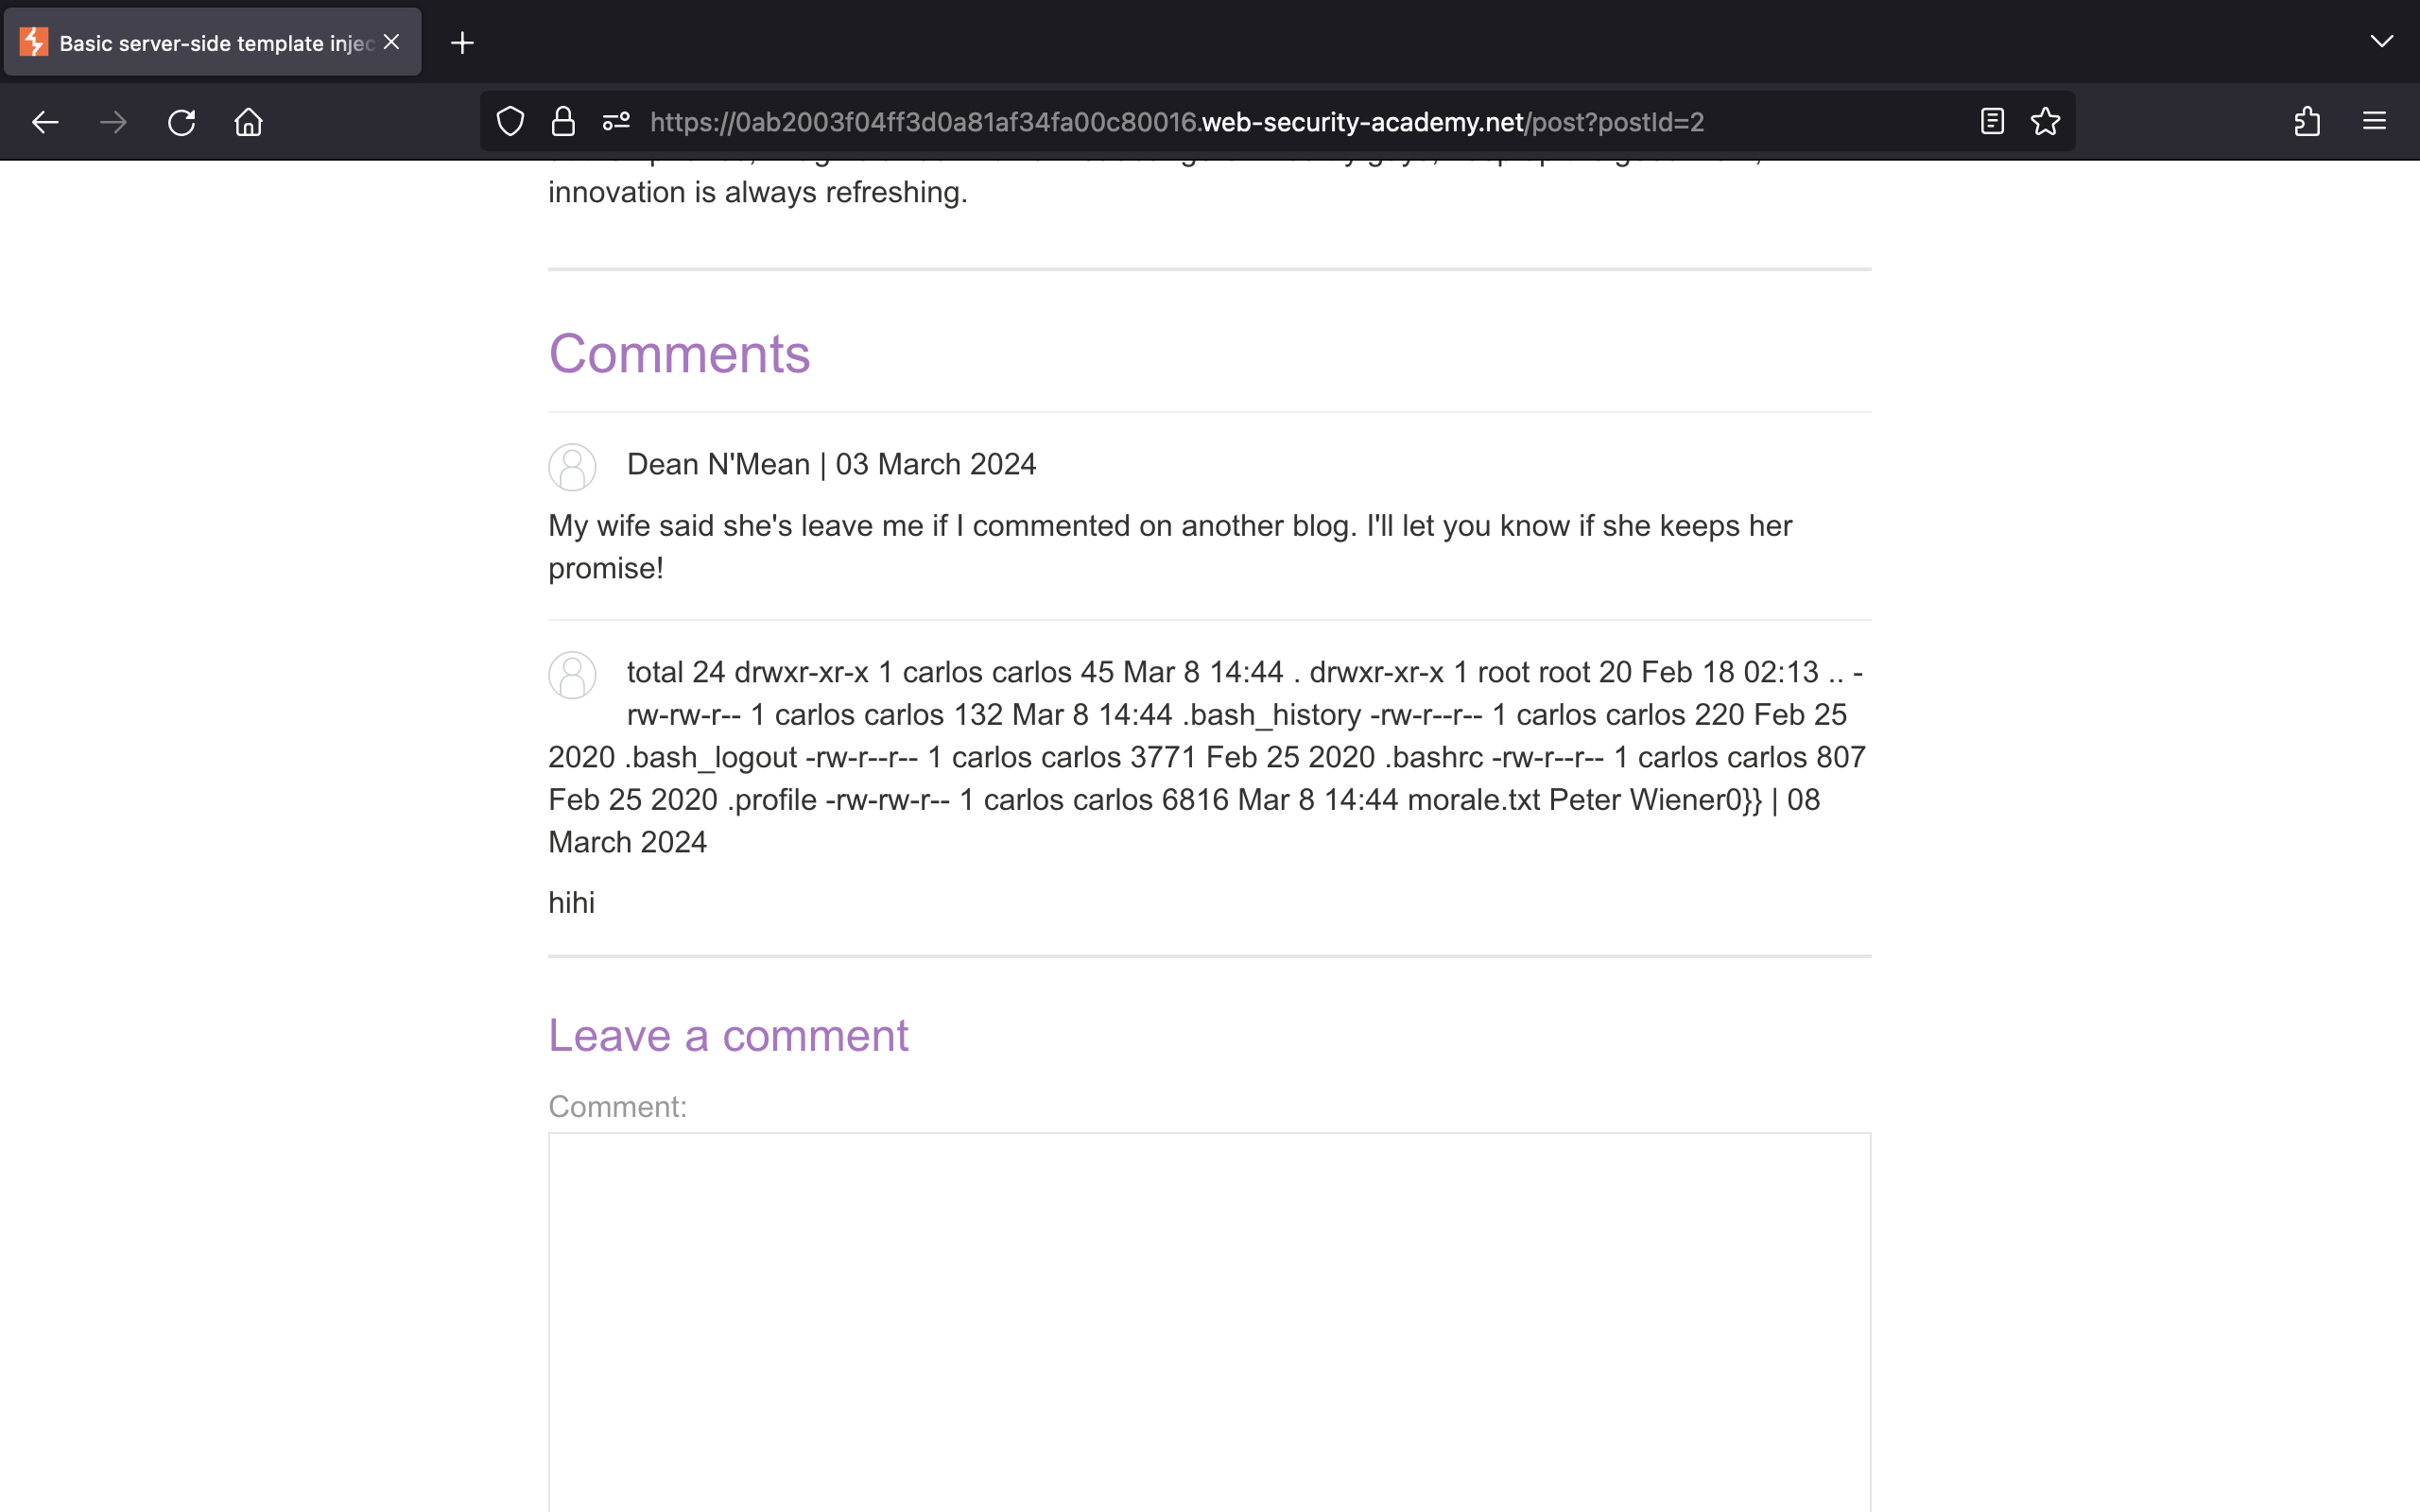 Basic server-side template injec
https://0ab2003f04ff3d0a81af34fa00c80016.web-security-academy.net/post?postId=2
innovation is always refreshing.
Comments
Dean N'Mean | 03 March 2024
My wife said she's leave me if I commented on another blog. I'll let you know if she keeps her
promise!
total 24 drwxr-xr-x 1 carlos carlos 45 Mar 8 14:44 . drwxr-xr-x 1 root root 20 Feb 18 02:13 .. -
rw-rw-r-- 1 carlos carlos 132 Mar 8 14:44 .bash_history -rw-r--r-- 1 carlos carlos 220 Feb 25
2020 .bash_logout -rw-r--r-- 1 carlos carlos 3771 Feb 25 2020 .bashrc -rw-r--r-- 1 carlos carlos 807
Feb 25 2020 .profile -rw-rw-r-- 1 carlos carlos 6816 Mar 8 14:44 morale.txt Peter Wiener0}} | 08
March 2024
hihi
Leave a comment
Comment: